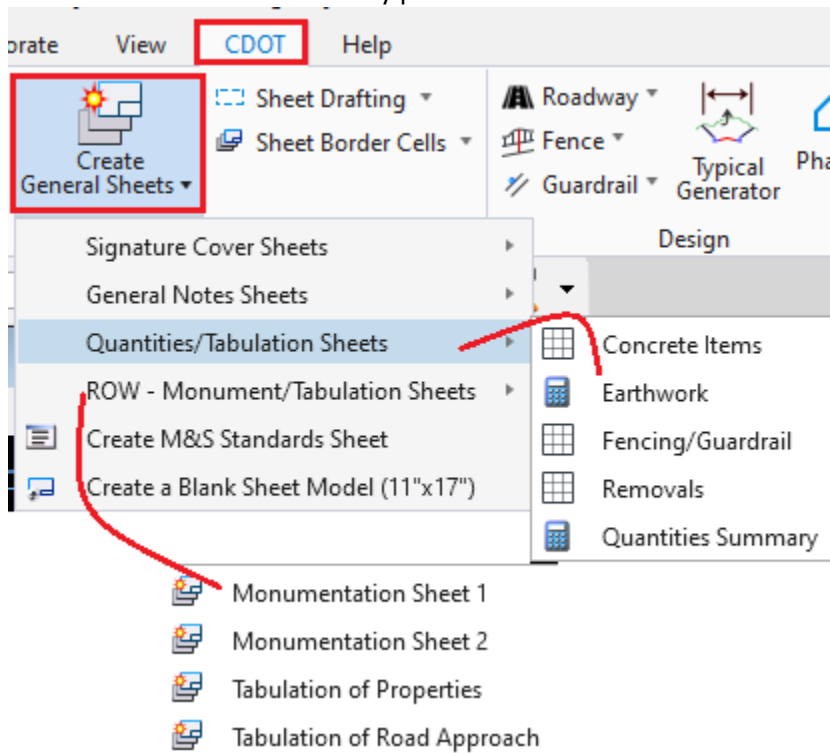 orate View CDOT Help
Create
General Sheets
Sheet Drafting
Sheet Border Cells
Roadway
Fence
Guardrail
Typical
Generator
Pha
Design
Signature Cover Sheets
General Notes Sheets
Quantities/Tabulation Sheets
ROW - Monument/Tabulation Sheets
Create M&S Standards Sheet
Create a Blank Sheet Model (11"x17")
Concrete Items
Earthwork
Fencing/Guardrail
Removals
Quantities Summary
Monumentation Sheet 1
Monumentation Sheet 2
Tabulation of Properties
Tabulation of Road Approach